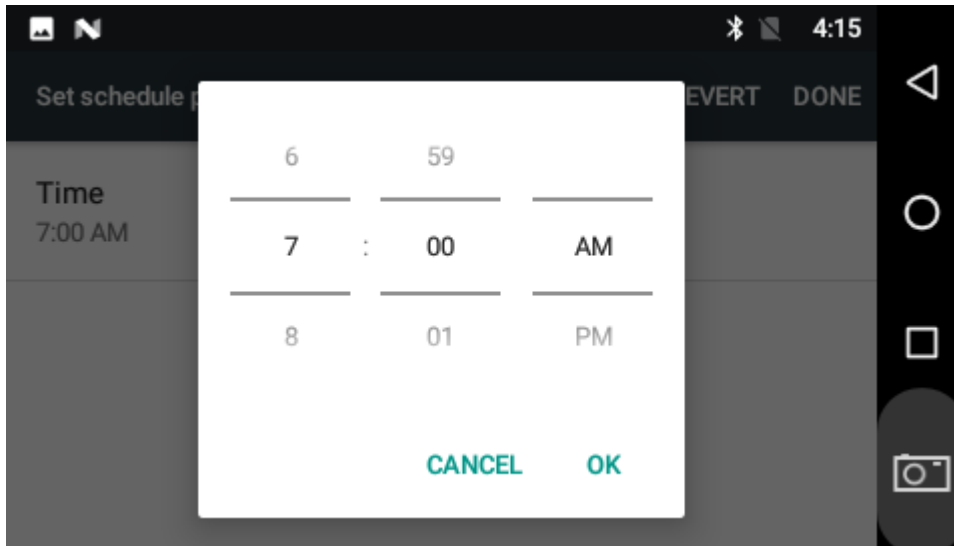 4:15
Set schedule p
EVERT DONE
Time
7:00 AM
6 59
7 : 00 AM
8 01 PM
CANCEL OK